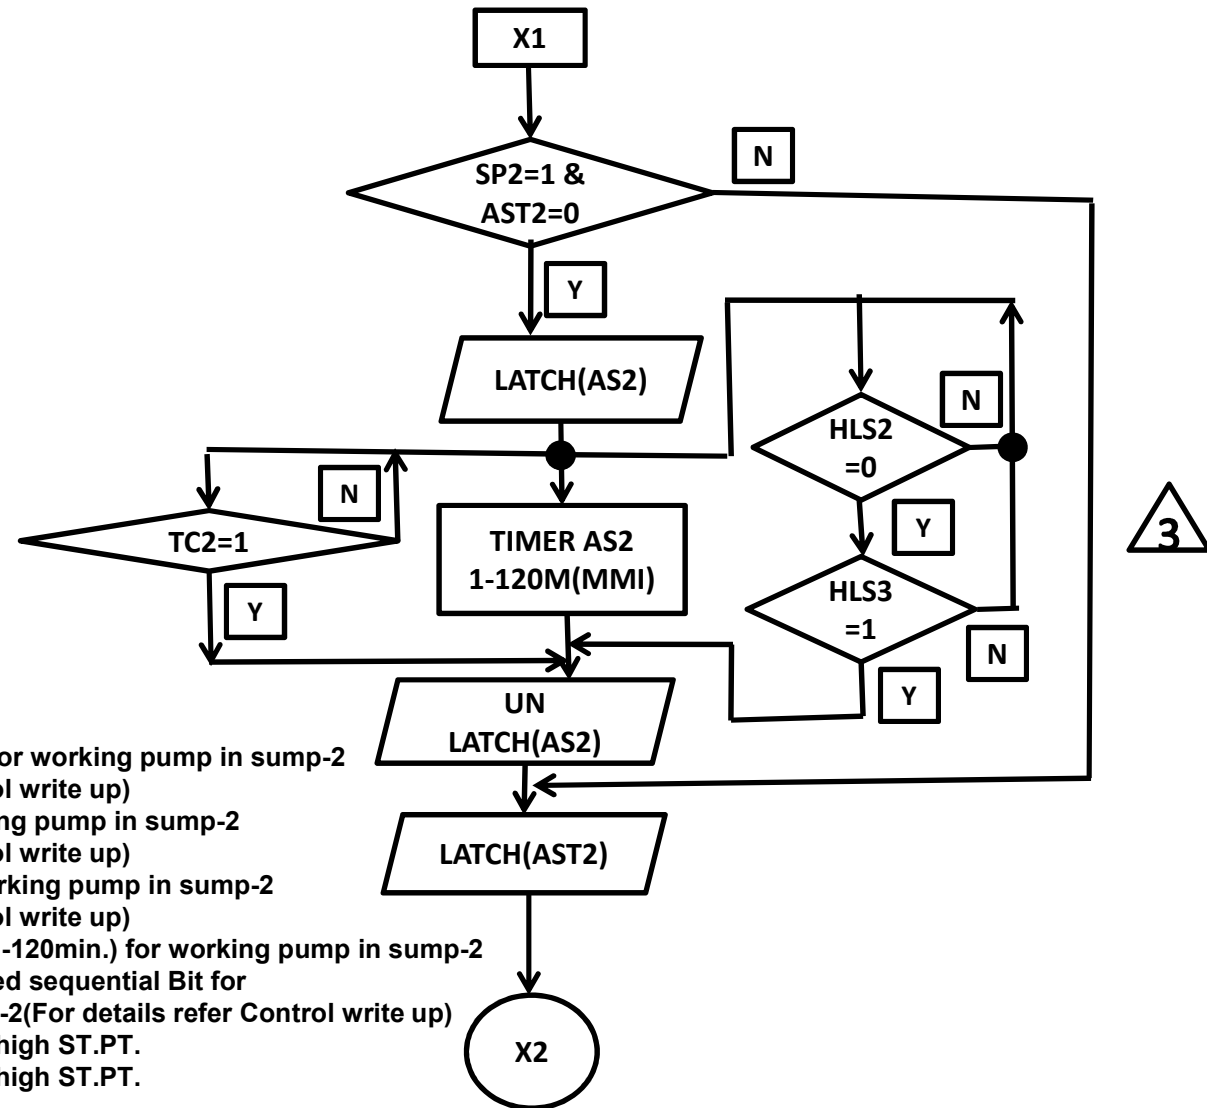 X1
SP2=1 &
AST2=0
N
Y
LATCH(AS2)
HLS2
=0
N
N
TC2=1
TIMER AS2
1-120M(MMI)
Y
3
Y
HLS3
=1
N
Y
UN
LATCH(AS2)
or working pump in sump-2
ol write up)
ng pump in sump-2
ol write up)
LATCH(AST2)
rking pump in sump-2
ol write up)
-120min.) for working pump in sump-2
ed sequential Bit for
-2(For details refer Control write up)
high ST.PT.
high ST.PT.
X2